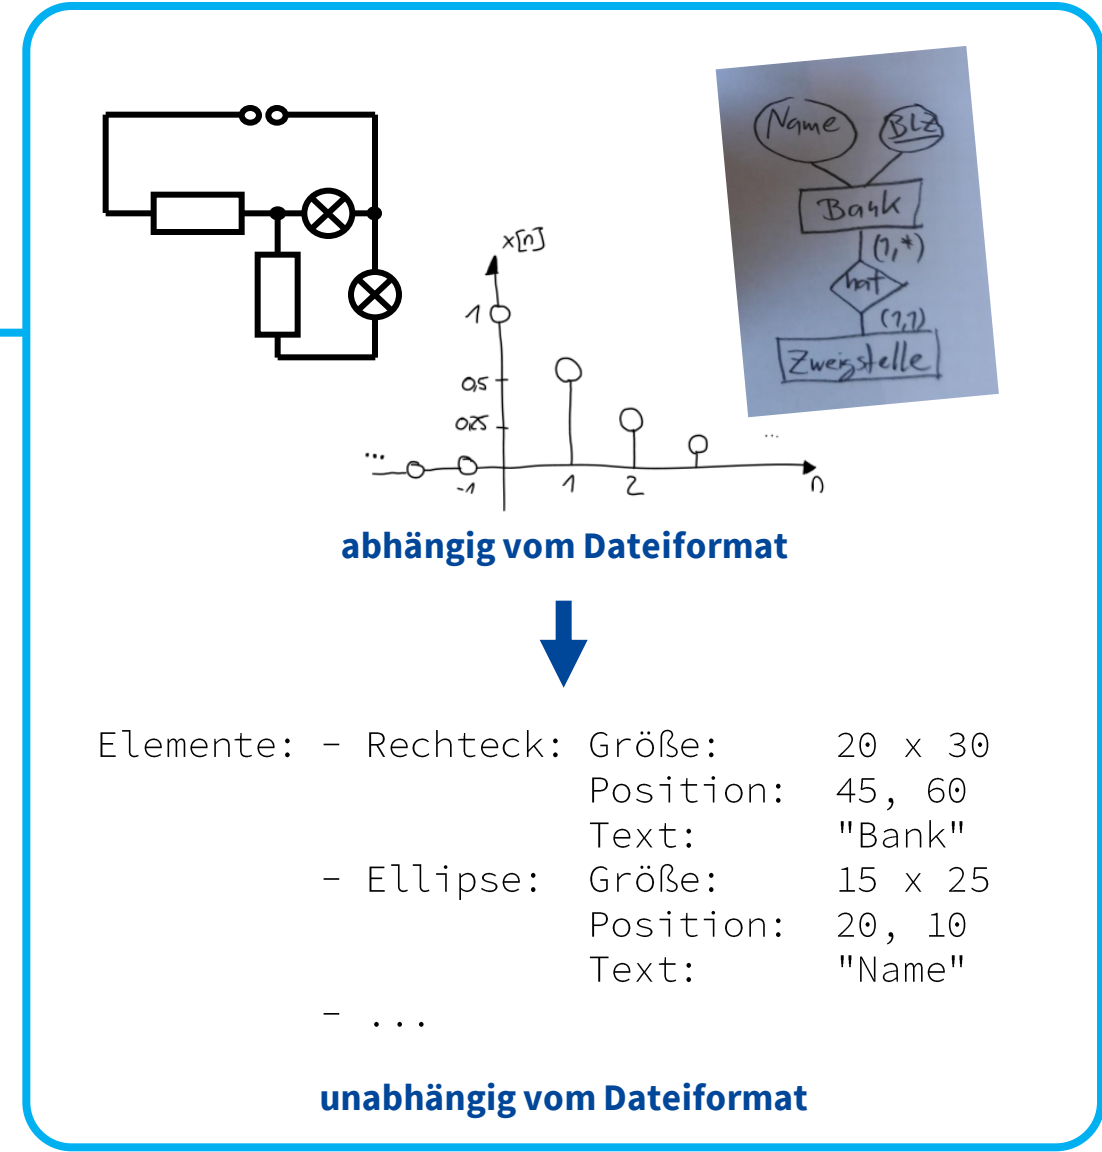 Name
BLZ
Bank
(1,*)
hat
(1,1)
Zweigstelle
x[n]
1
0,5
0,25
...
...
-1
1
2
n
abhängig vom Dateiformat
Elemente: - Rechteck: Größe: 20 x 30
Position: 45, 60
Text: "Bank"
- Ellipse: Größe: 15 x 25
Position: 20, 10
Text: "Name"
- ...
unabhängig vom Dateiformat